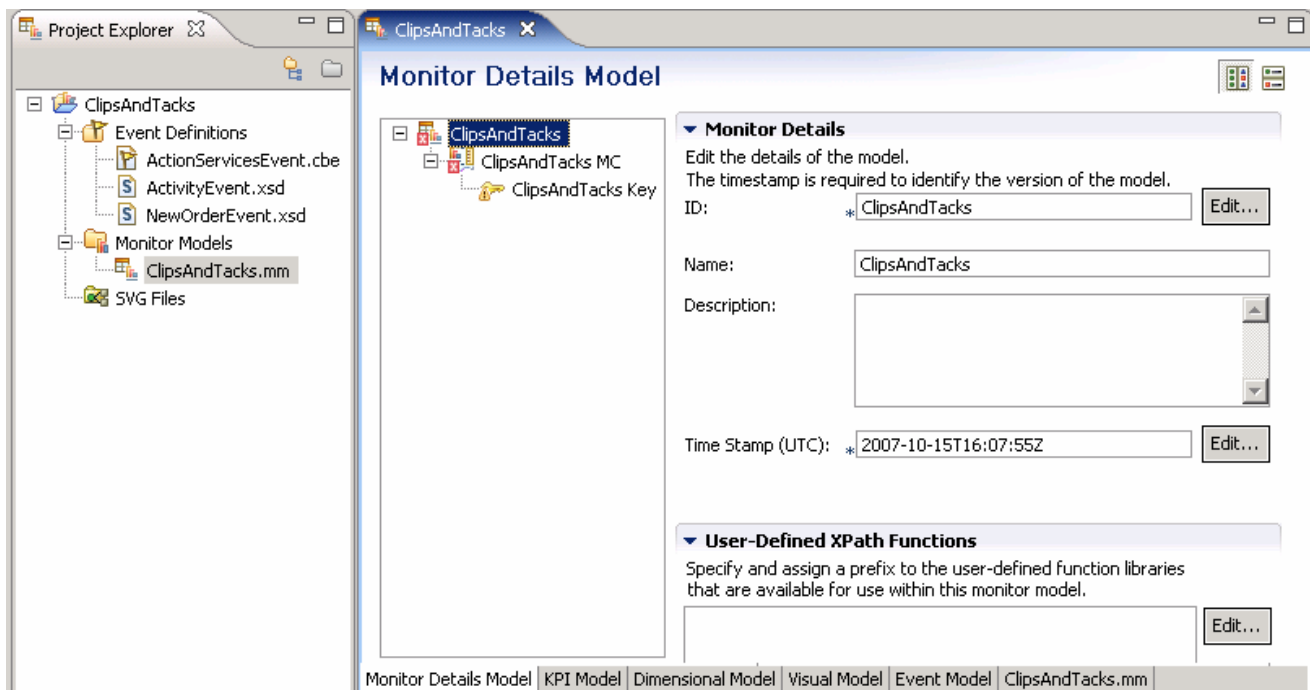 Project Explorer
ClipsAndTacks
Event Definitions
ActionServicesEvent.cbe
ActivityEvent.xsd
NewOrderEvent.xsd
Monitor Models
ClipsAndTacks.mm
SVG Files
ClipsAndTacks
Monitor Details Model
ClipsAndTacks
ClipsAndTacks MC
ClipsAndTacks Key
Monitor Details
Edit the details of the model.
The timestamp is required to identify the version of the model.
ID: * ClipsAndTacks Edit...
Name: ClipsAndTacks
Description:
Time Stamp (UTC): * 2007-10-15T16:07:55Z Edit...
User-Defined XPath Functions
Specify and assign a prefix to the user-defined function libraries
that are available for use within this monitor model.
Edit...
Monitor Details Model KPI Model Dimensional Model Visual Model Event Model ClipsAndTacks.mm